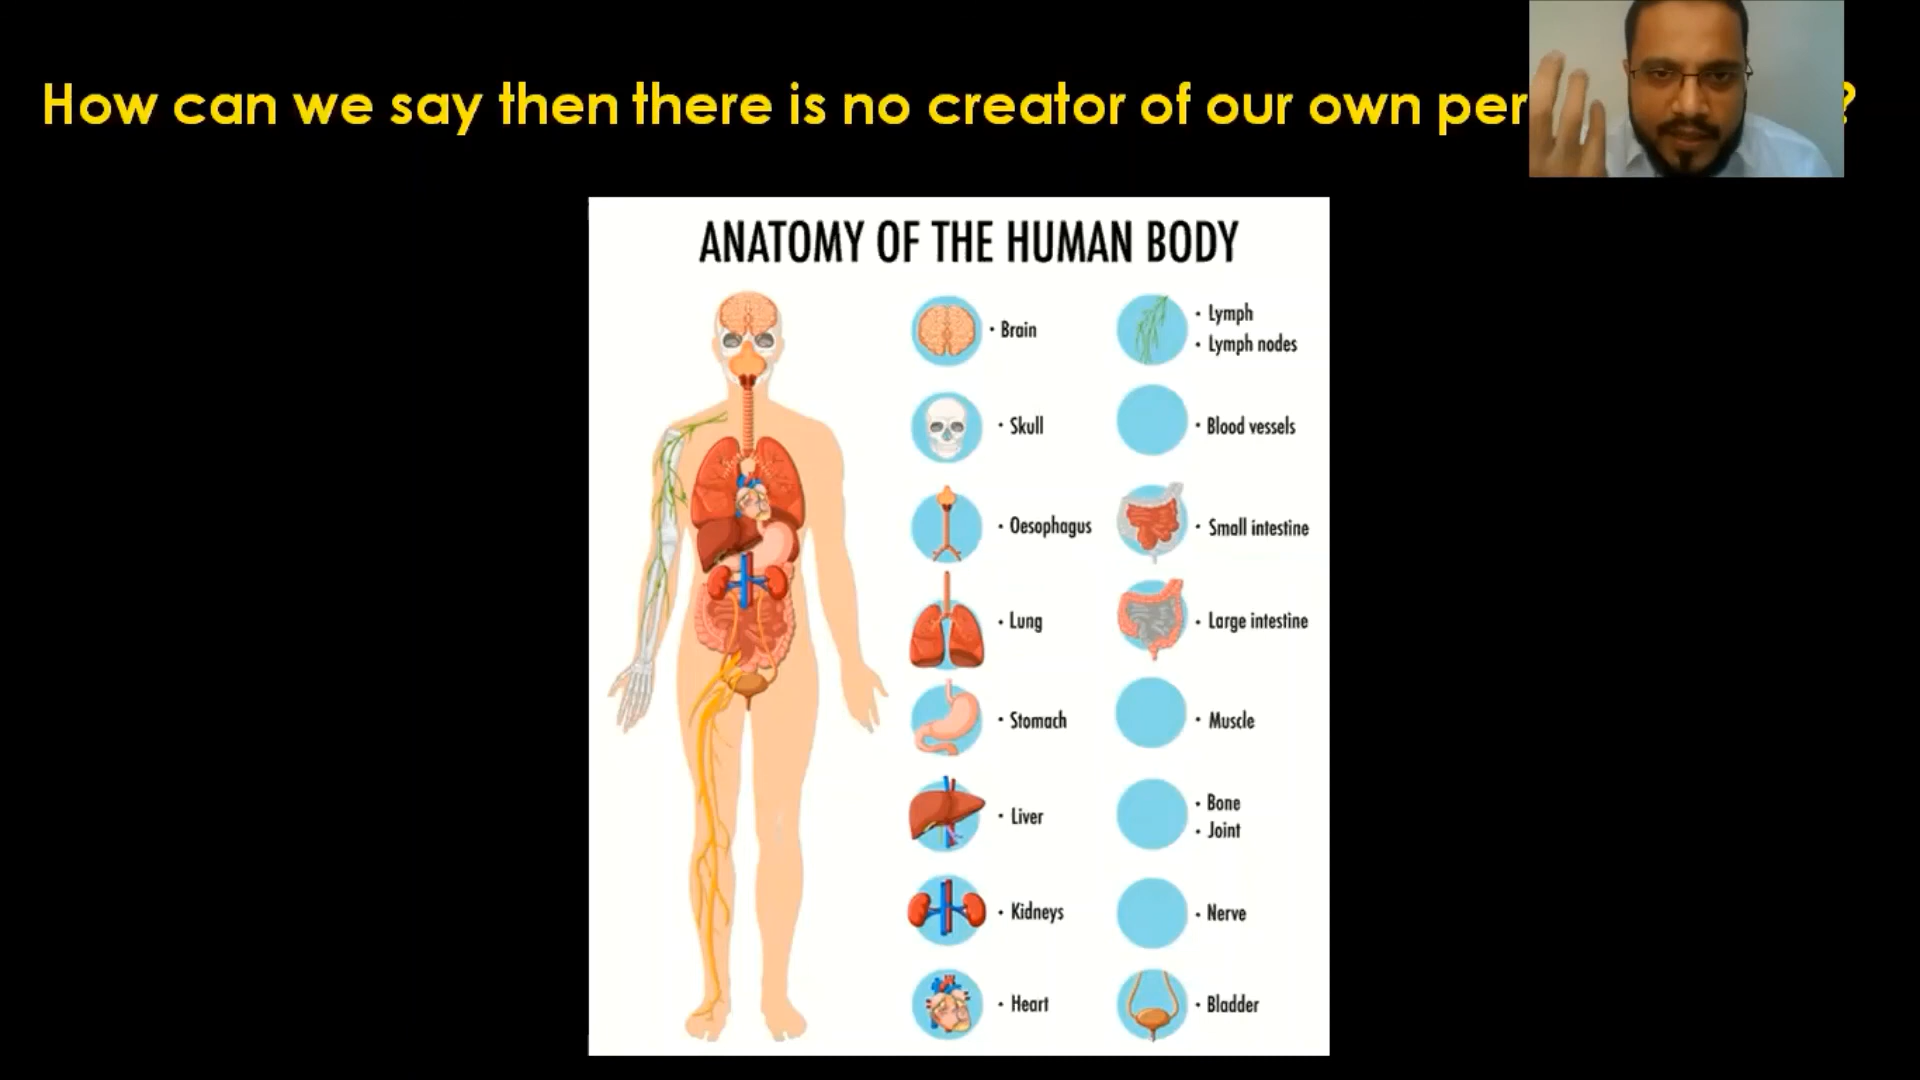 How can we say then there is no creator of our own ?
ANATOMY OF THE HUMAN BODY
• Brain
• Skull
• Oesophagus
• Lung
• Stomach
• Liver
• Kidneys
• Heart
• Lymph
• Lymph nodes
• Blood vessels
• Small intestine
• Large intestine
• Muscle
• Bone
• Joint
• Nerve
• Bladder